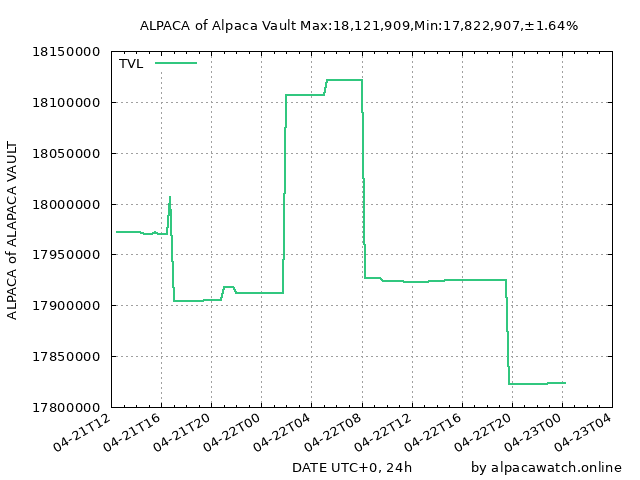 ALPACA of Alpaca Vault Max:18,121,909,Min:17,822,907,±1.64%
TVL
18150000
18100000
18050000
18000000
17950000
17900000
17850000
17800000
ALPACA of ALAPACA VAULT
04-21T12
04-21T16
04-21T20
04-22T00
04-22T04
04-22T08
04-22T12
04-22T16
04-22T20
04-23T00
04-23T04
DATE UTC+0, 24h
by alpacawatch.online